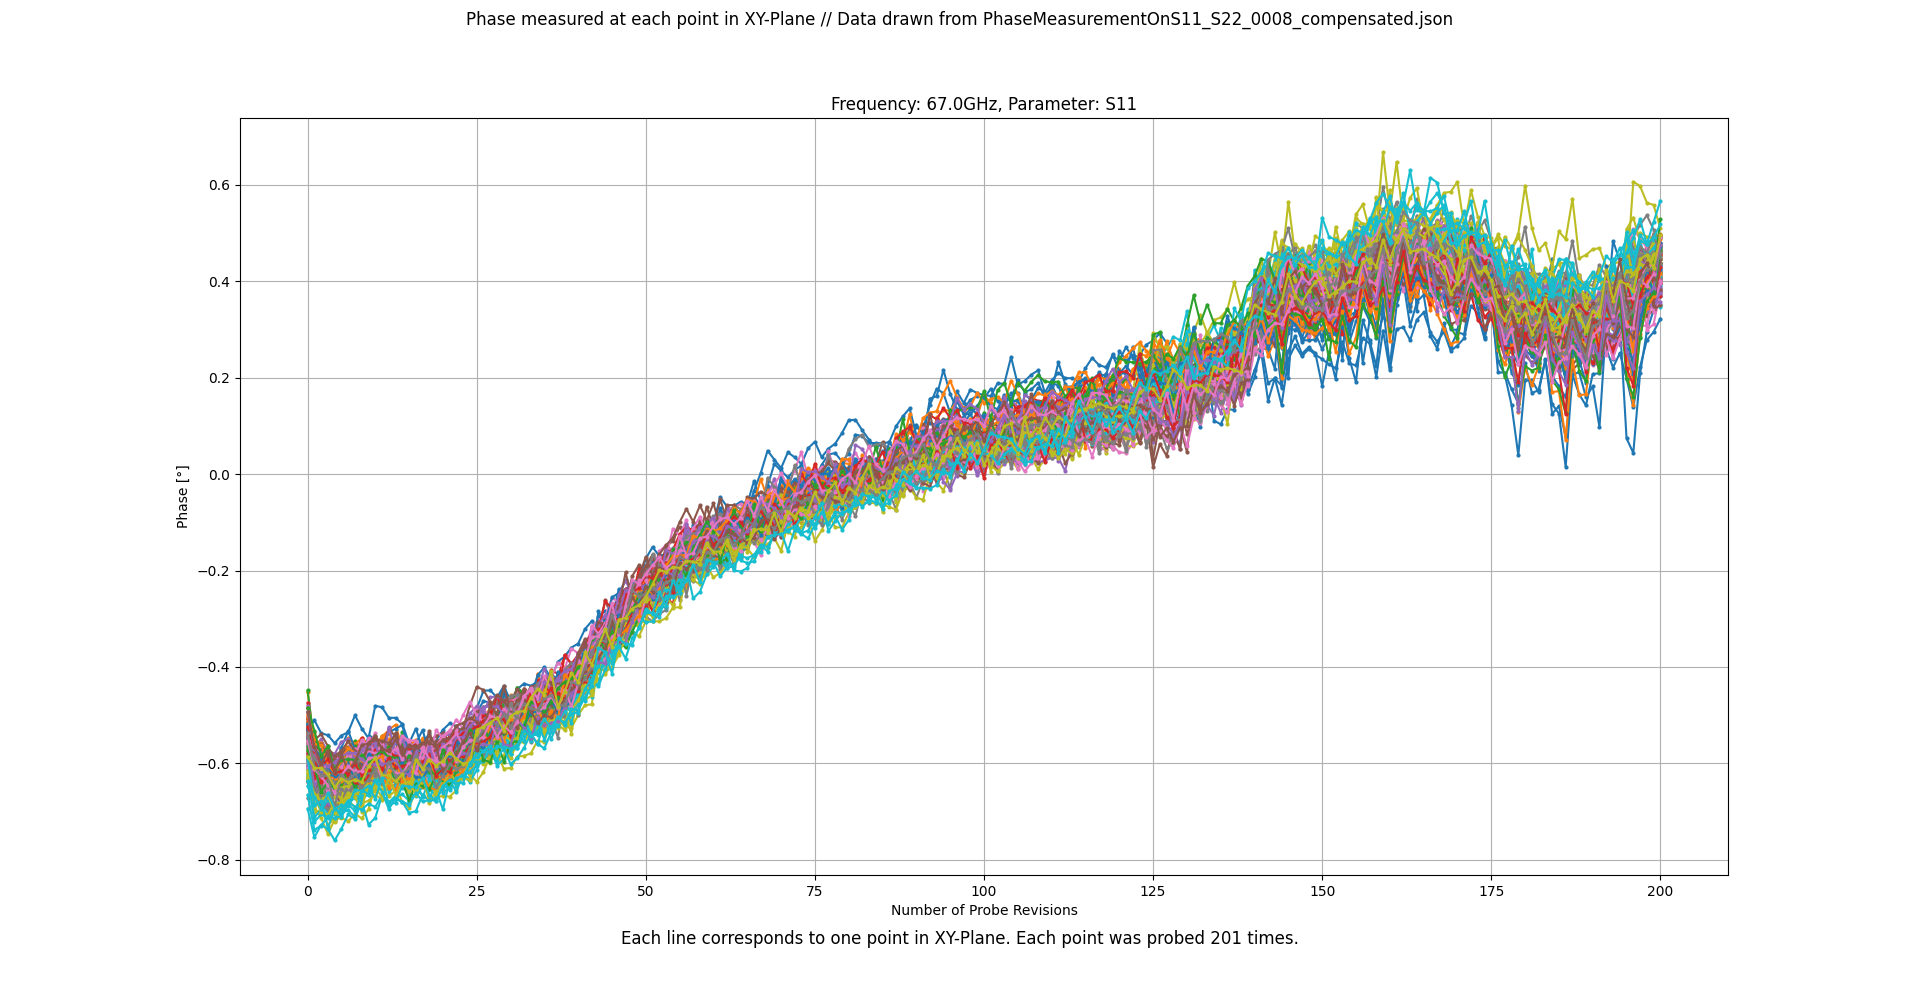 Phase measured at each point in XY-Plane // Data drawn from PhaseMeasurementOnS11_S22_0008_compensated.json
Frequency: 67.0GHz, Parameter: S11
Phase [°]
0.6
0.4
0.2
0.0
−0.2
−0.4
−0.6
−0.8
0 25 50 75 100 125 150 175 200
Number of Probe Revisions
Each line corresponds to one point in XY-Plane. Each point was probed 201 times.